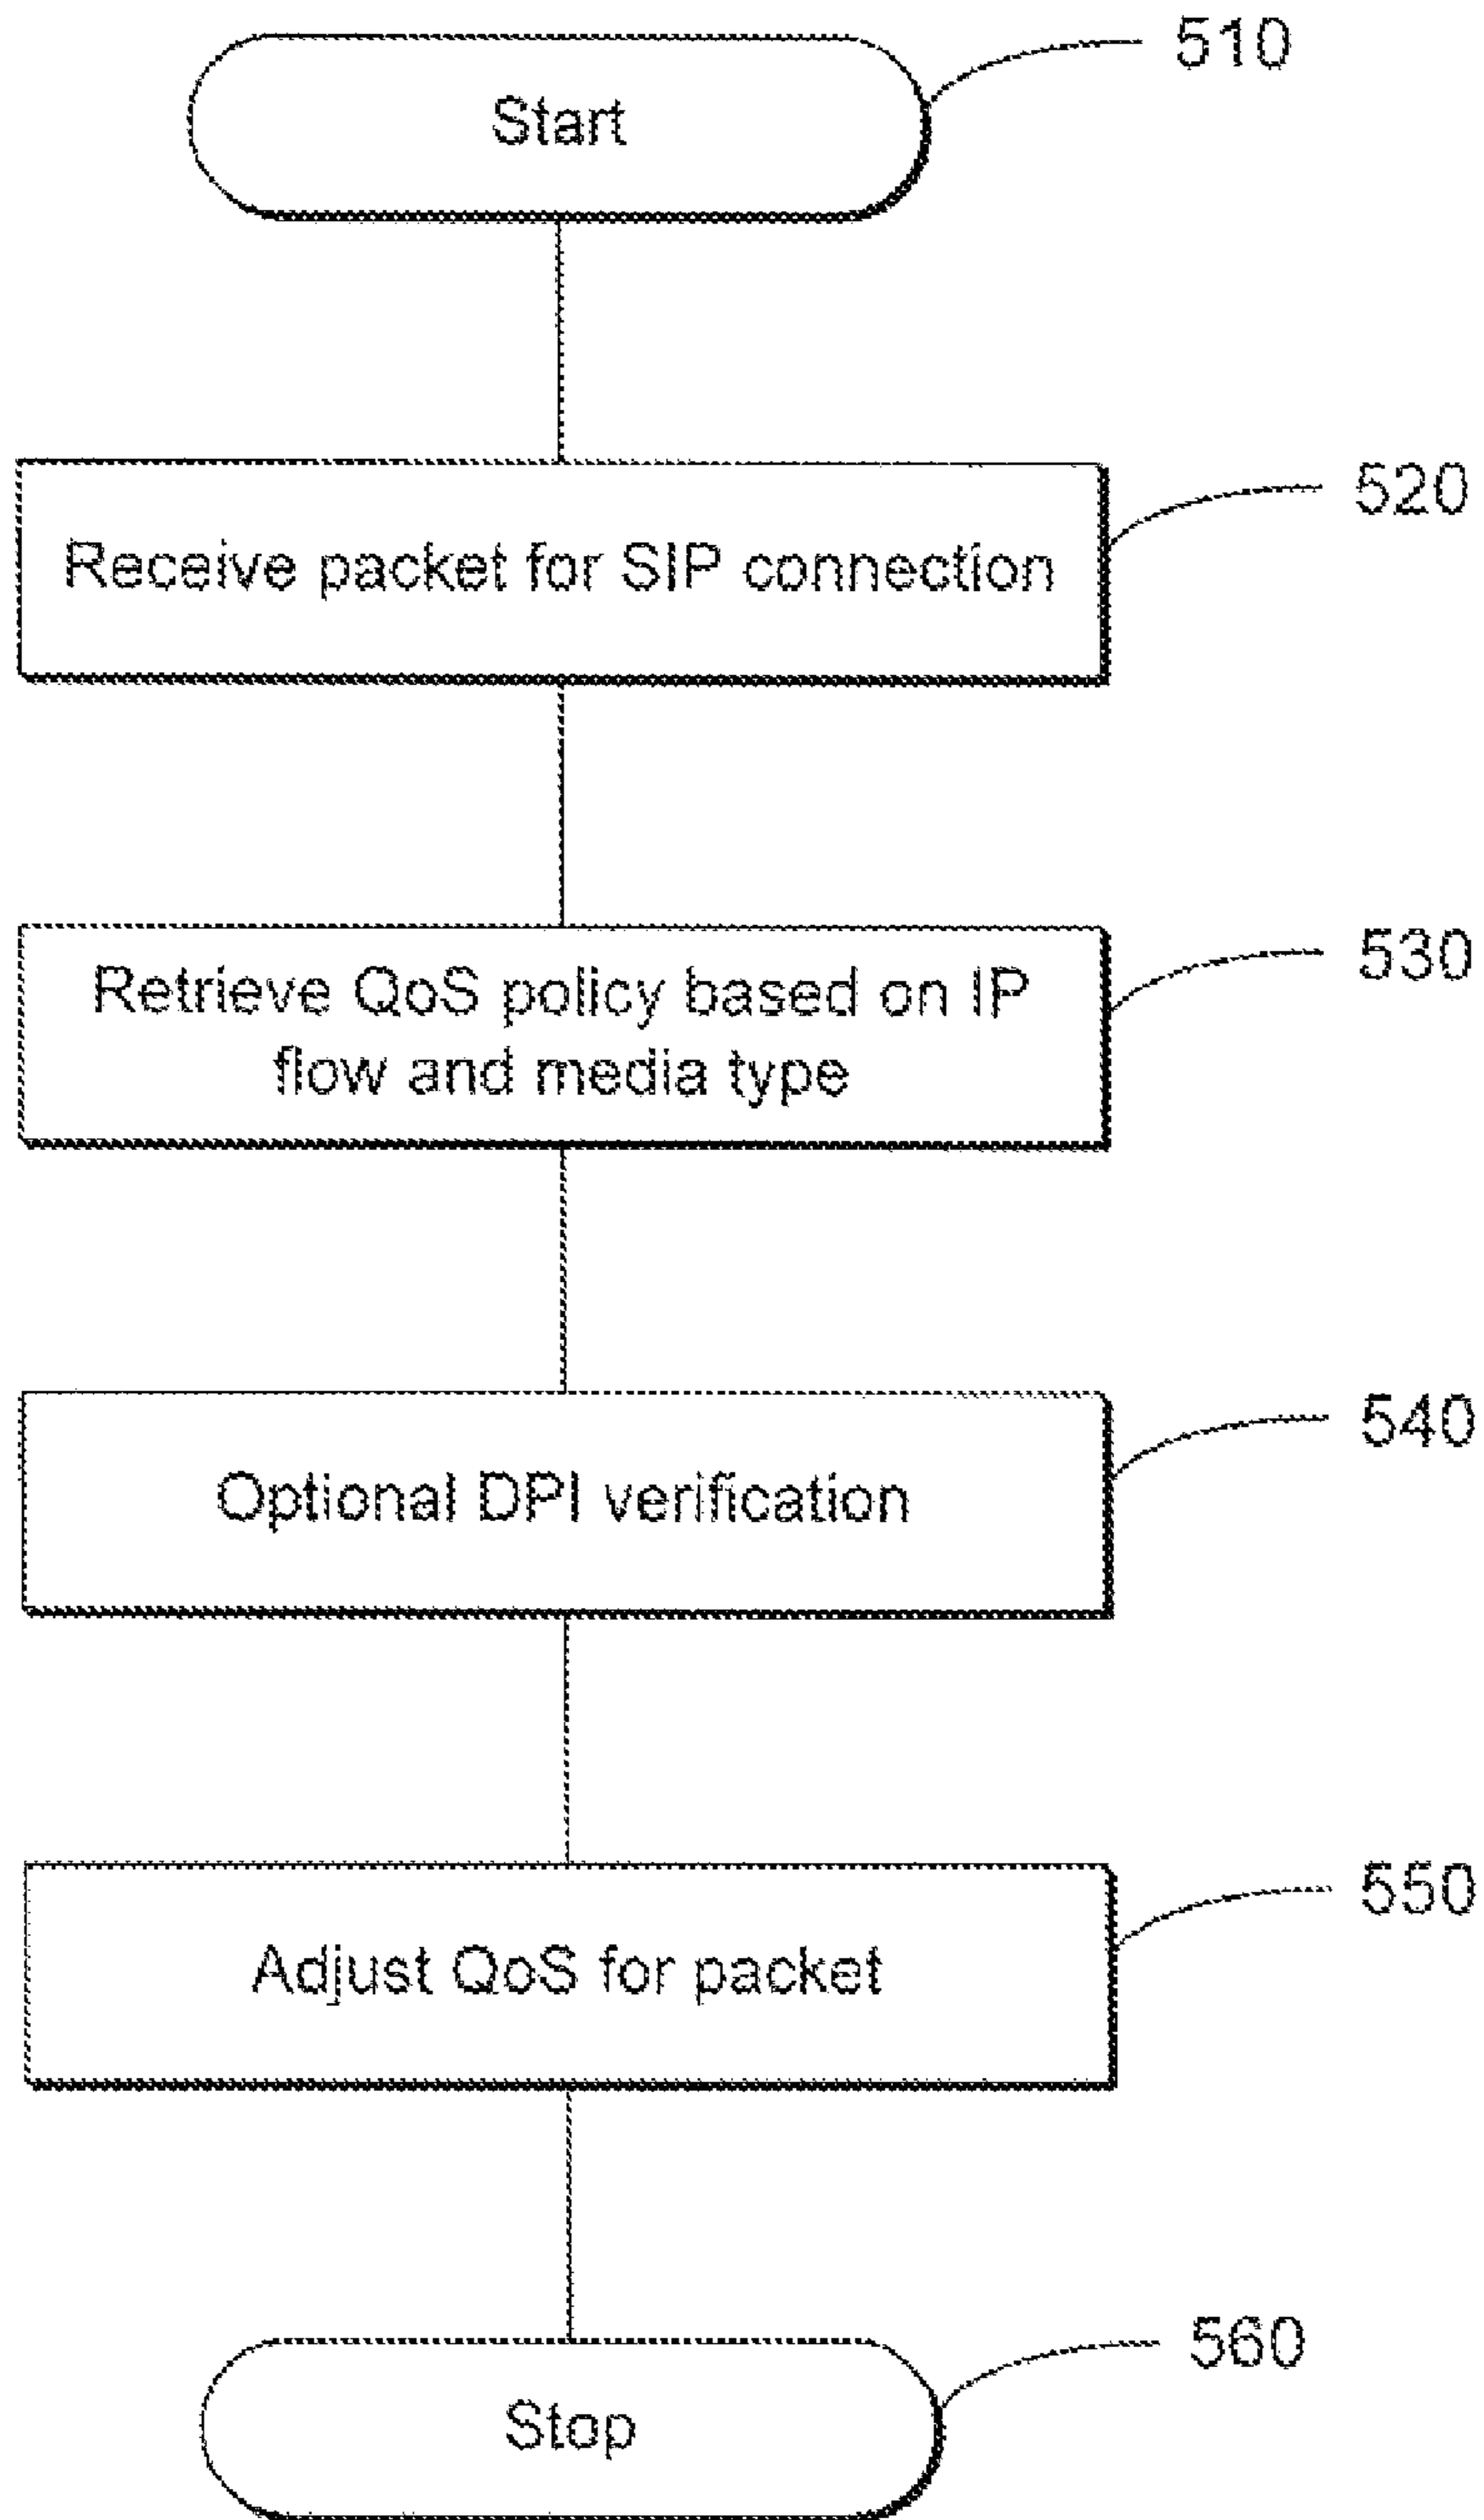 Start
510
Receive packet for SIP connection
520
Retrieve QoS policy based on IP
flow and media type
530
Optional DPI verification
540
Adjust QoS for packet
550
Stop
560